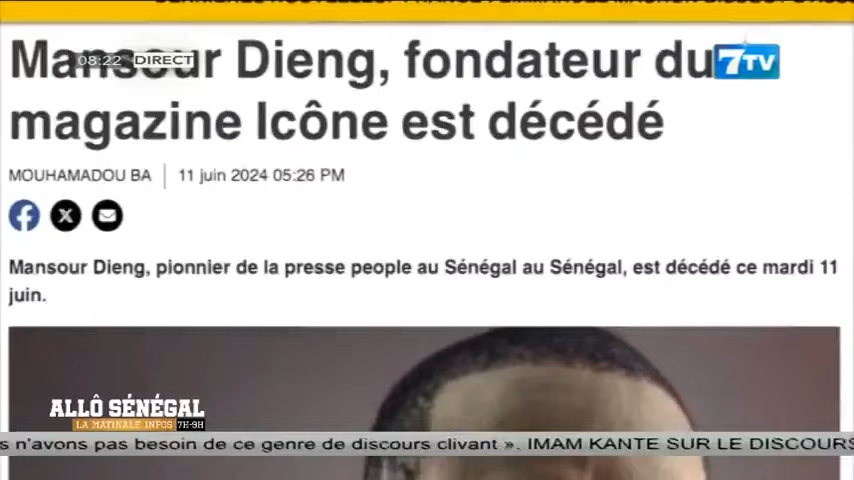 Mansour Dieng, fondateur du
7TV
08:22 DIRECT
magazine Icône est décédé
MOUHAMADOU BA 11 juin 2024 05:26 PM
Mansour Dieng, pionnier de la presse people au Sénégal au Sénégal, est décédé ce mardi 11
juin.
ALLÔ SÉNÉGAL
LA MATINALE INFOS 7H-9H
s n'avons pas besoin de ce genre de discours clivant ». IMAM KANTE SUR LE DISCOURS